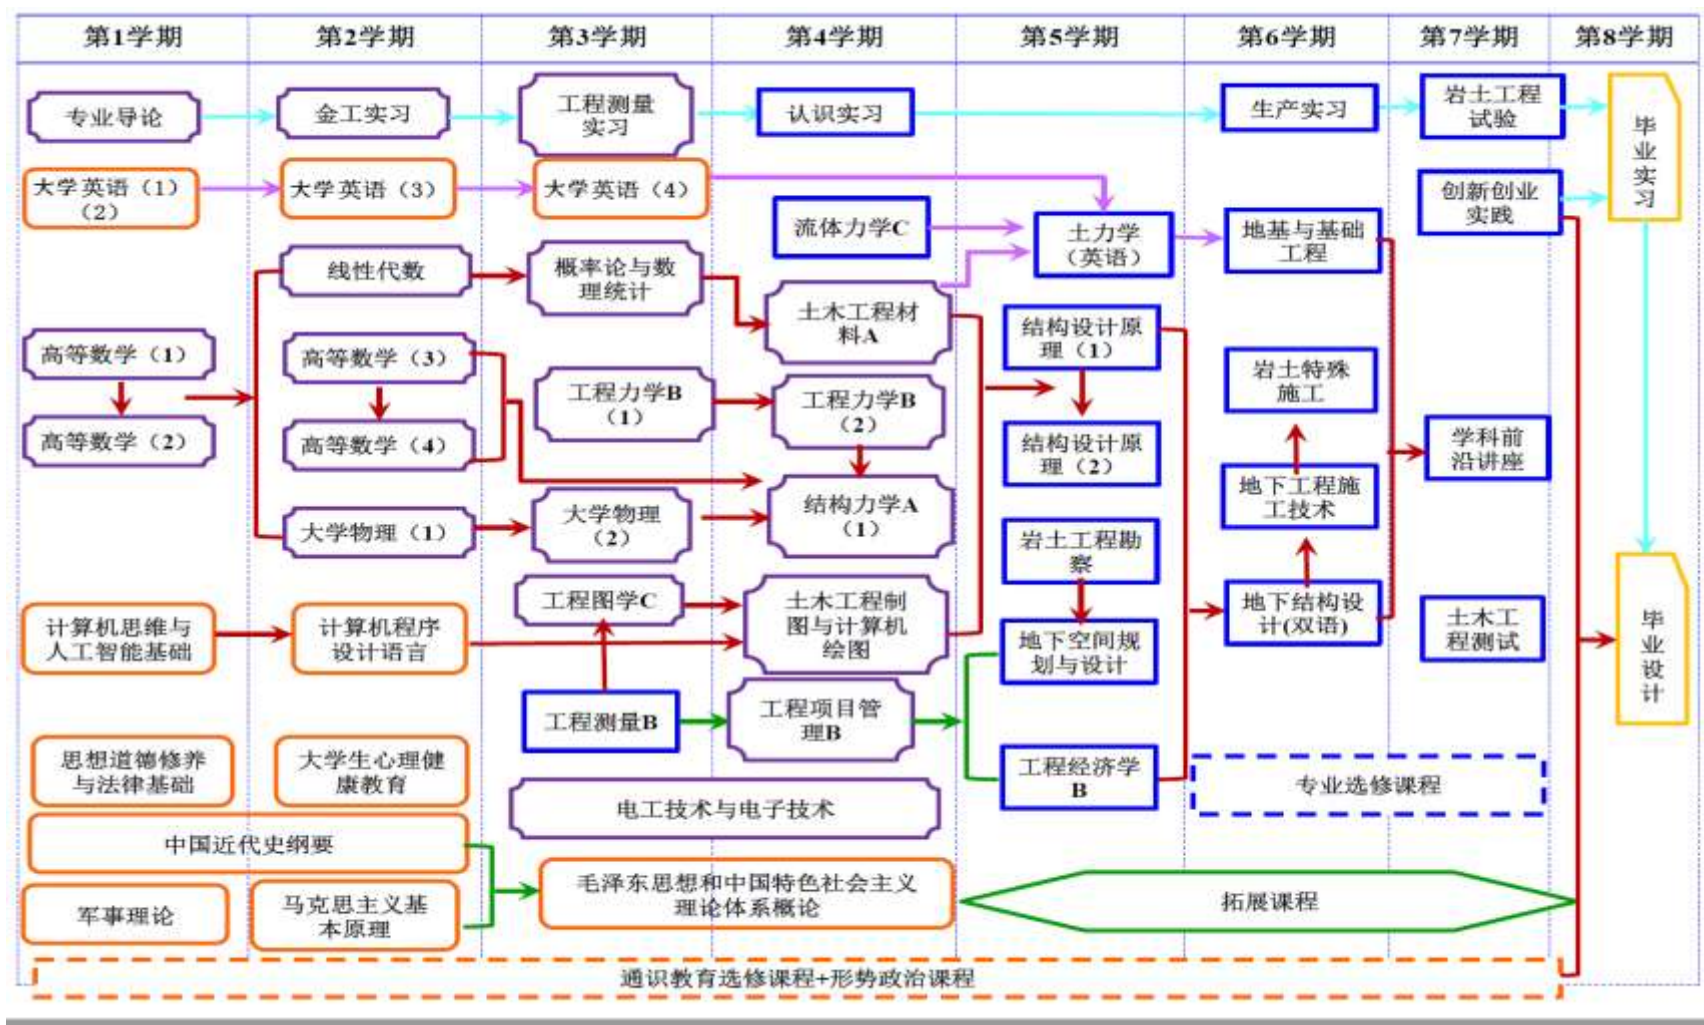 第1学期
第2学期
第3学期
第4学期
第5学期
第6学期
第7学期
第8学期
专业导论
金工实习
工程测量
实习
认识实习
生产实习
岩土工程
试验
毕
业
实
习
大学英语（1）
（2）
大学英语（3）
大学英语（4）
创新创业
实践
流体力学C
土力学
（英语）
地基与基础
工程
线性代数
概率论与数
理统计
土木工程材
料A
结构设计原
理（1）
高等数学（1）
高等数学（3）
岩土特殊
施工
工程力学B
（1）
工程力学B
（2）
高等数学（2）
高等数学（4）
结构设计原
理（2）
学科前
沿讲座
地下工程施
工技术
大学物理（1）
大学物理
（2）
结构力学A
（1）
岩土工程勘
察
工程图学C
土木工程制
图与计算机
绘图
地下结构设
计(双语)
计算机思维与
人工智能基础
计算机程序
设计语言
地下空间规
划与设计
土木工
程测试
毕
业
设
计
工程测量B
工程项目管
理B
思想道德修养
与法律基础
大学生心理健
康教育
工程经济学
B
专业选修课程
电工技术与电子技术
中国近代史纲要
军事理论
马克思主义基
本原理
毛泽东思想和中国特色社会主义
理论体系概论
拓展课程
通识教育选修课程+形势政治课程